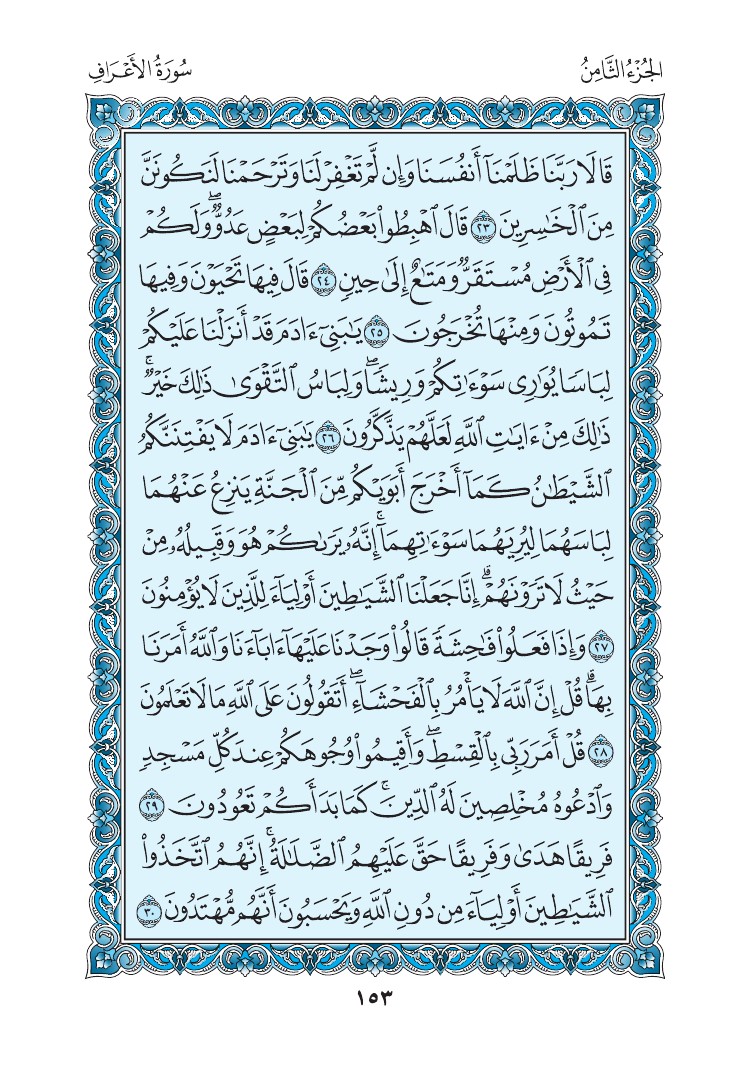 الجُزْءُ الثَّامِنُ
سُورَةُ الأَعْرَافِ
قَالَا رَبَّنَا ظَلَمْنَآ أَنفُسَنَا وَإِن لَّمْ تَغْفِرْ لَنَا وَتَرْحَمْنَا لَنَكُونَنَّ
مِنَ ٱلْخَٰسِرِينَ ٢٣ قَالَ ٱهْبِطُوا۟ بَعْضُكُمْ لِبَعْضٍ عَدُوٌّۖ وَلَكُمْ
فِى ٱلْأَرْضِ مُسْتَقَرٌّ وَمَتَٰعٌ إِلَىٰ حِينٍ ٢٤ قَالَ فِيهَا تَحْيَوْنَ وَفِيهَا
تَمُوتُونَ وَمِنْهَا تُخْرَجُونَ ٢٥ يَٰبَنِىٓ ءَادَمَ قَدْ أَنزَلْنَا عَلَيْكُمْ
لِبَاسًا يُوَٰرِى سَوْءَٰتِكُمْ وَرِيشًاۖ وَلِبَاسُ ٱلتَّقْوَىٰ ذَٰلِكَ خَيْرٌۚ
ذَٰلِكَ مِنْ ءَايَٰتِ ٱللَّهِ لَعَلَّهُمْ يَذَّكَّرُونَ ٢٦ يَٰبَنِىٓ ءَادَمَ لَا يَفْتِنَنَّكُمُ
ٱلشَّيْطَٰنُ كَمَآ أَخْرَجَ أَبَوَيْكُم مِّنَ ٱلْجَنَّةِ يَنزِعُ عَنْهُمَا
لِبَاسَهُمَا لِيُرِيَهُمَا سَوْءَٰتِهِمَآۚ إِنَّهُۥ يَرَىٰكُمْ هُوَ وَقَبِيلُهُۥ مِنْ
حَيْثُ لَا تَرَوْنَهُمْۗ إِنَّا جَعَلْنَا ٱلشَّيَٰطِينَ أَوْلِيَآءَ لِلَّذِينَ لَا يُؤْمِنُونَ
٢٧ وَإِذَا فَعَلُوا۟ فَٰحِشَةً قَالُوا۟ وَجَدْنَا عَلَيْهَآ ءَابَآءَنَا وَٱللَّهُ أَمَرَنَا
بِهَاۗ قُلْ إِنَّ ٱللَّهَ لَا يَأْمُرُ بِٱلْفَحْشَآءِۖ أَتَقُولُونَ عَلَى ٱللَّهِ مَا لَا تَعْلَمُونَ
٢٨ قُلْ أَمَرَ رَبِّى بِٱلْقِسْطِۖ وَأَقِيمُوا۟ وُجُوهَكُمْ عِندَ كُلِّ مَسْجِدٍ
وَٱدْعُوهُ مُخْلِصِينَ لَهُ ٱلدِّينَۚ كَمَا بَدَأَكُمْ تَعُودُونَ ٢٩
فَرِيقًا هَدَىٰ وَفَرِيقًا حَقَّ عَلَيْهِمُ ٱلضَّلَٰلَةُۚ إِنَّهُمُ ٱتَّخَذُوا۟
ٱلشَّيَٰطِينَ أَوْلِيَآءَ مِن دُونِ ٱللَّهِ وَيَحْسَبُونَ أَنَّهُم مُّهْتَدُونَ ٣٠
١٥٣